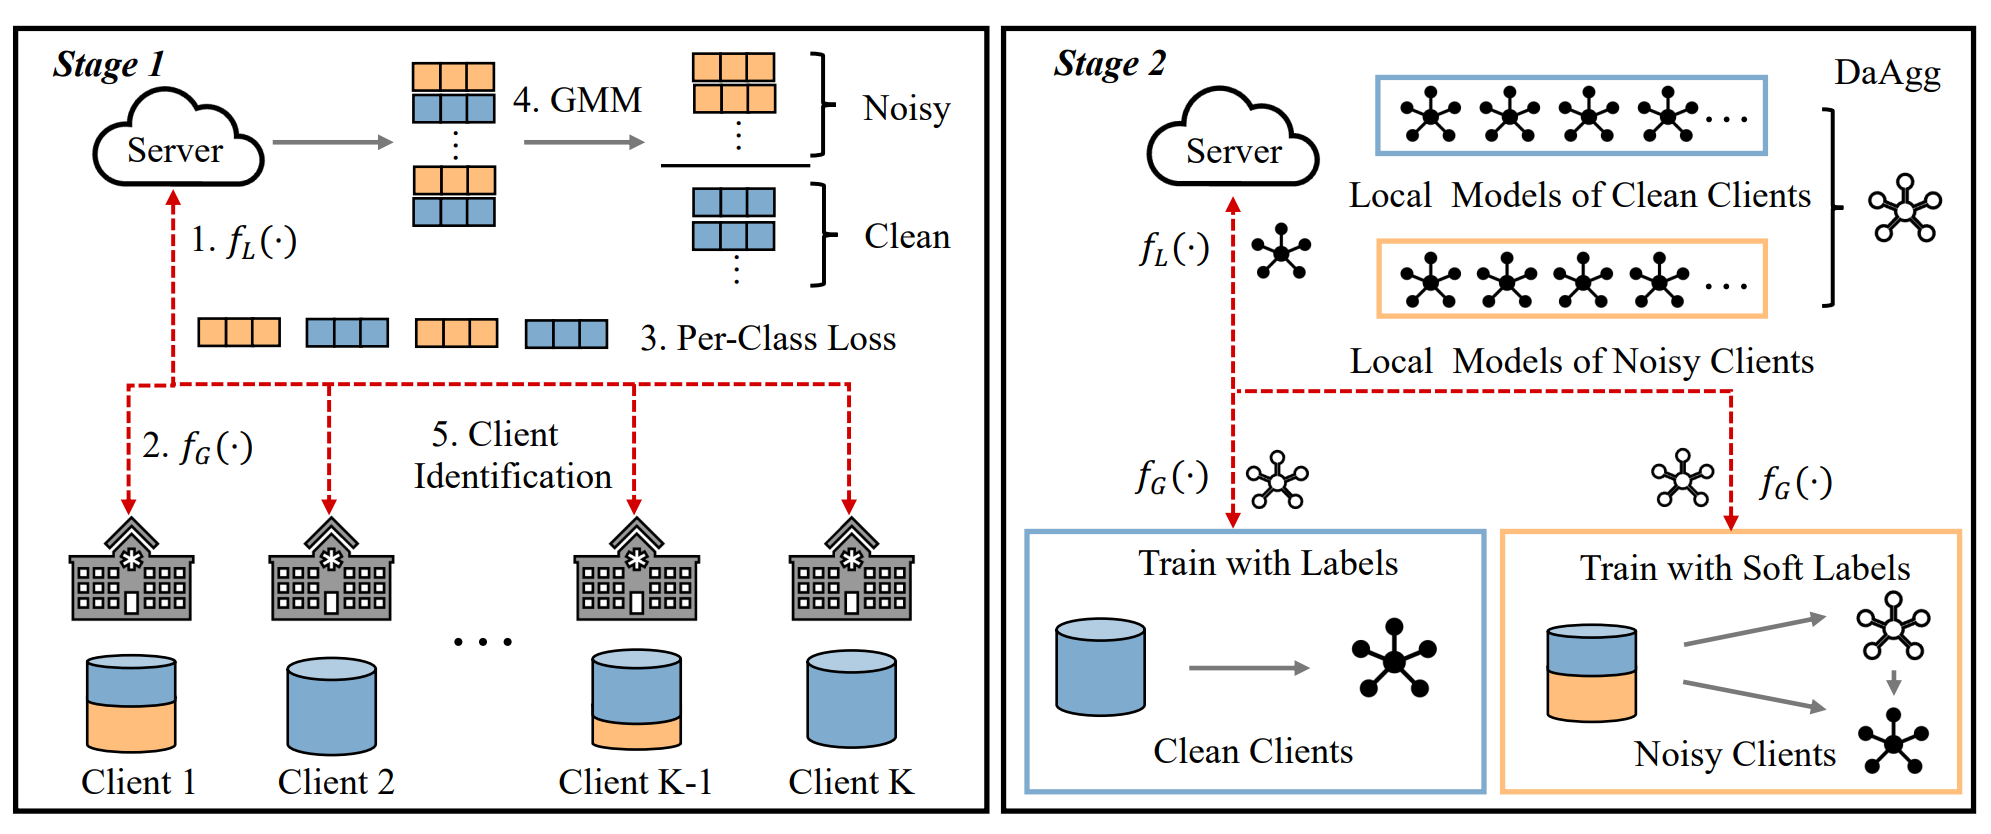 Stage 1
Server
4. GMM
Noisy
Clean
1. f_L(·)
3. Per-Class Loss
2. f_G(·)
5. Client
Identification
Client 1
Client 2
Client K-1
Client K
Stage 2
DaAgg
Server
Local Models of Clean Clients
f_L(·)
Local Models of Noisy Clients
f_G(·)
f_G(·)
Train with Labels
Clean Clients
Train with Soft Labels
Noisy Clients